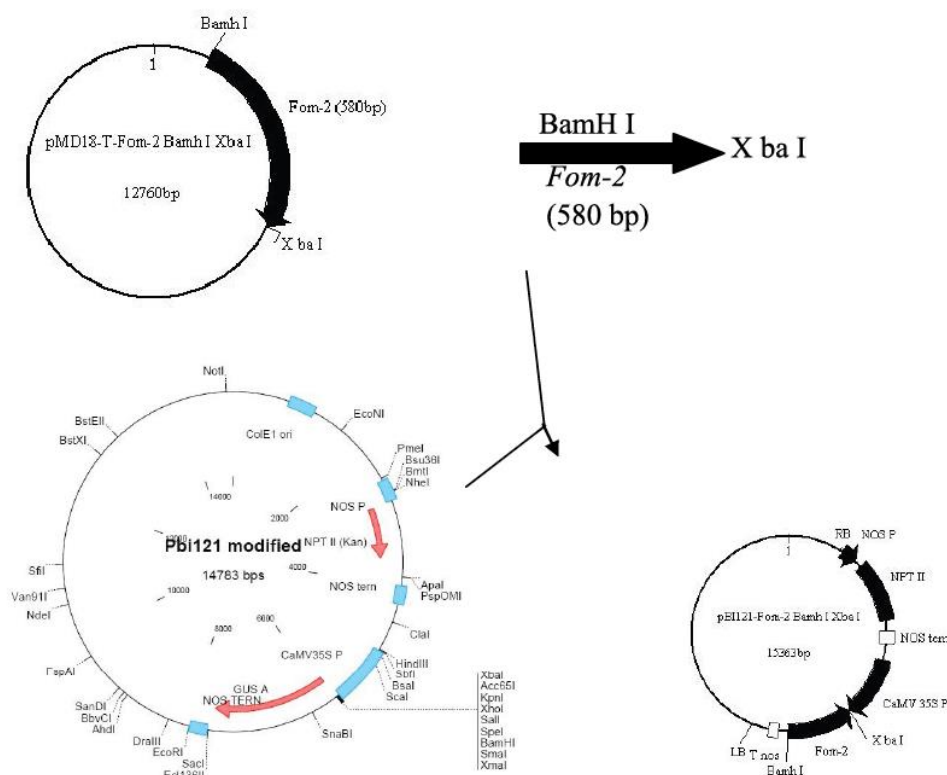 Bamh I
1
Fom-2 (580bp)
pMD18-T-Fom-2 Bamh I Xba I
12760bp
X ba I
BamH I
X ba I
Fom-2
(580 bp)
NotI
ColE1 ori
EcoNI
BstEII
BstXI
PmeI
Bsu36I
BmtI
NheI
14000
2000
NOS P
Pbi121 modified
NPT II (Kan)
14783 bps
4000
NOS tern
ApaI
PspOMI
SfiI
Van91I
NdeI
10000
6000
8000
ClaI
CaMV35S P
HindIII
SbfI
BsaI
ScaI
FspAI
GUS A
NOS-TERN
SanDI
BbvCI
AhdI
DraIII
EcoRI
SacI
Ecl136II
SnaBI
XbaI
Acc65I
KpnI
XhoI
SalI
SpeI
BamHI
SmaI
XmaI
1
RB
NOS P
NPT II
pBI121-Fom-2 Bamh I Xba I
15363bp
NOS tern
CaMV 35S P
X ba I
Fom-2
Bamh I
T nos
LB